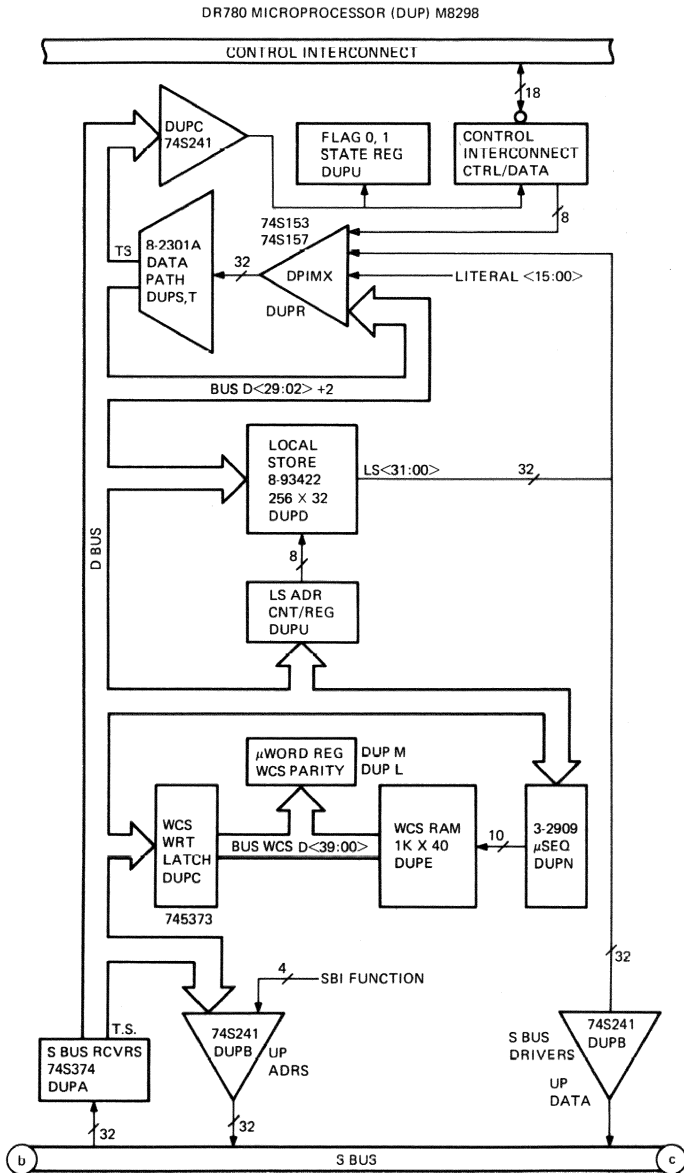 DR780 MICROPROCESSOR (DUP) M8298
CONTROL INTERCONNECT
18
DUPC
74S241
FLAG 0, 1
STATE REG
DUPU
CONTROL
INTERCONNECT
CTRL/DATA
8
74S153
74S157
TS
8-2301A
DATA
PATH
DUPS,T
32
DPIMX
LITERAL <15:00>
DUPR
BUS D<29:02> +2
LOCAL
STORE
8-93422
256 X 32
DUPD
LS<31:00>
32
D BUS
8
LS ADR
CNT/REG
DUPU
μWORD REG
WCS PARITY
DUP M
DUP L
WCS
WRT
LATCH
DUPC
BUS WCS D<39:00>
WCS RAM
1K X 40
DUPE
10
3-2909
μSEQ
DUPN
745373
32
4
SBI FUNCTION
T.S.
74S241
DUPB
UP
ADRS
S BUS
DRIVERS
74S241
DUPB
UP
DATA
S BUS RCVRS
74S374
DUPA
32
32
b
S BUS
c